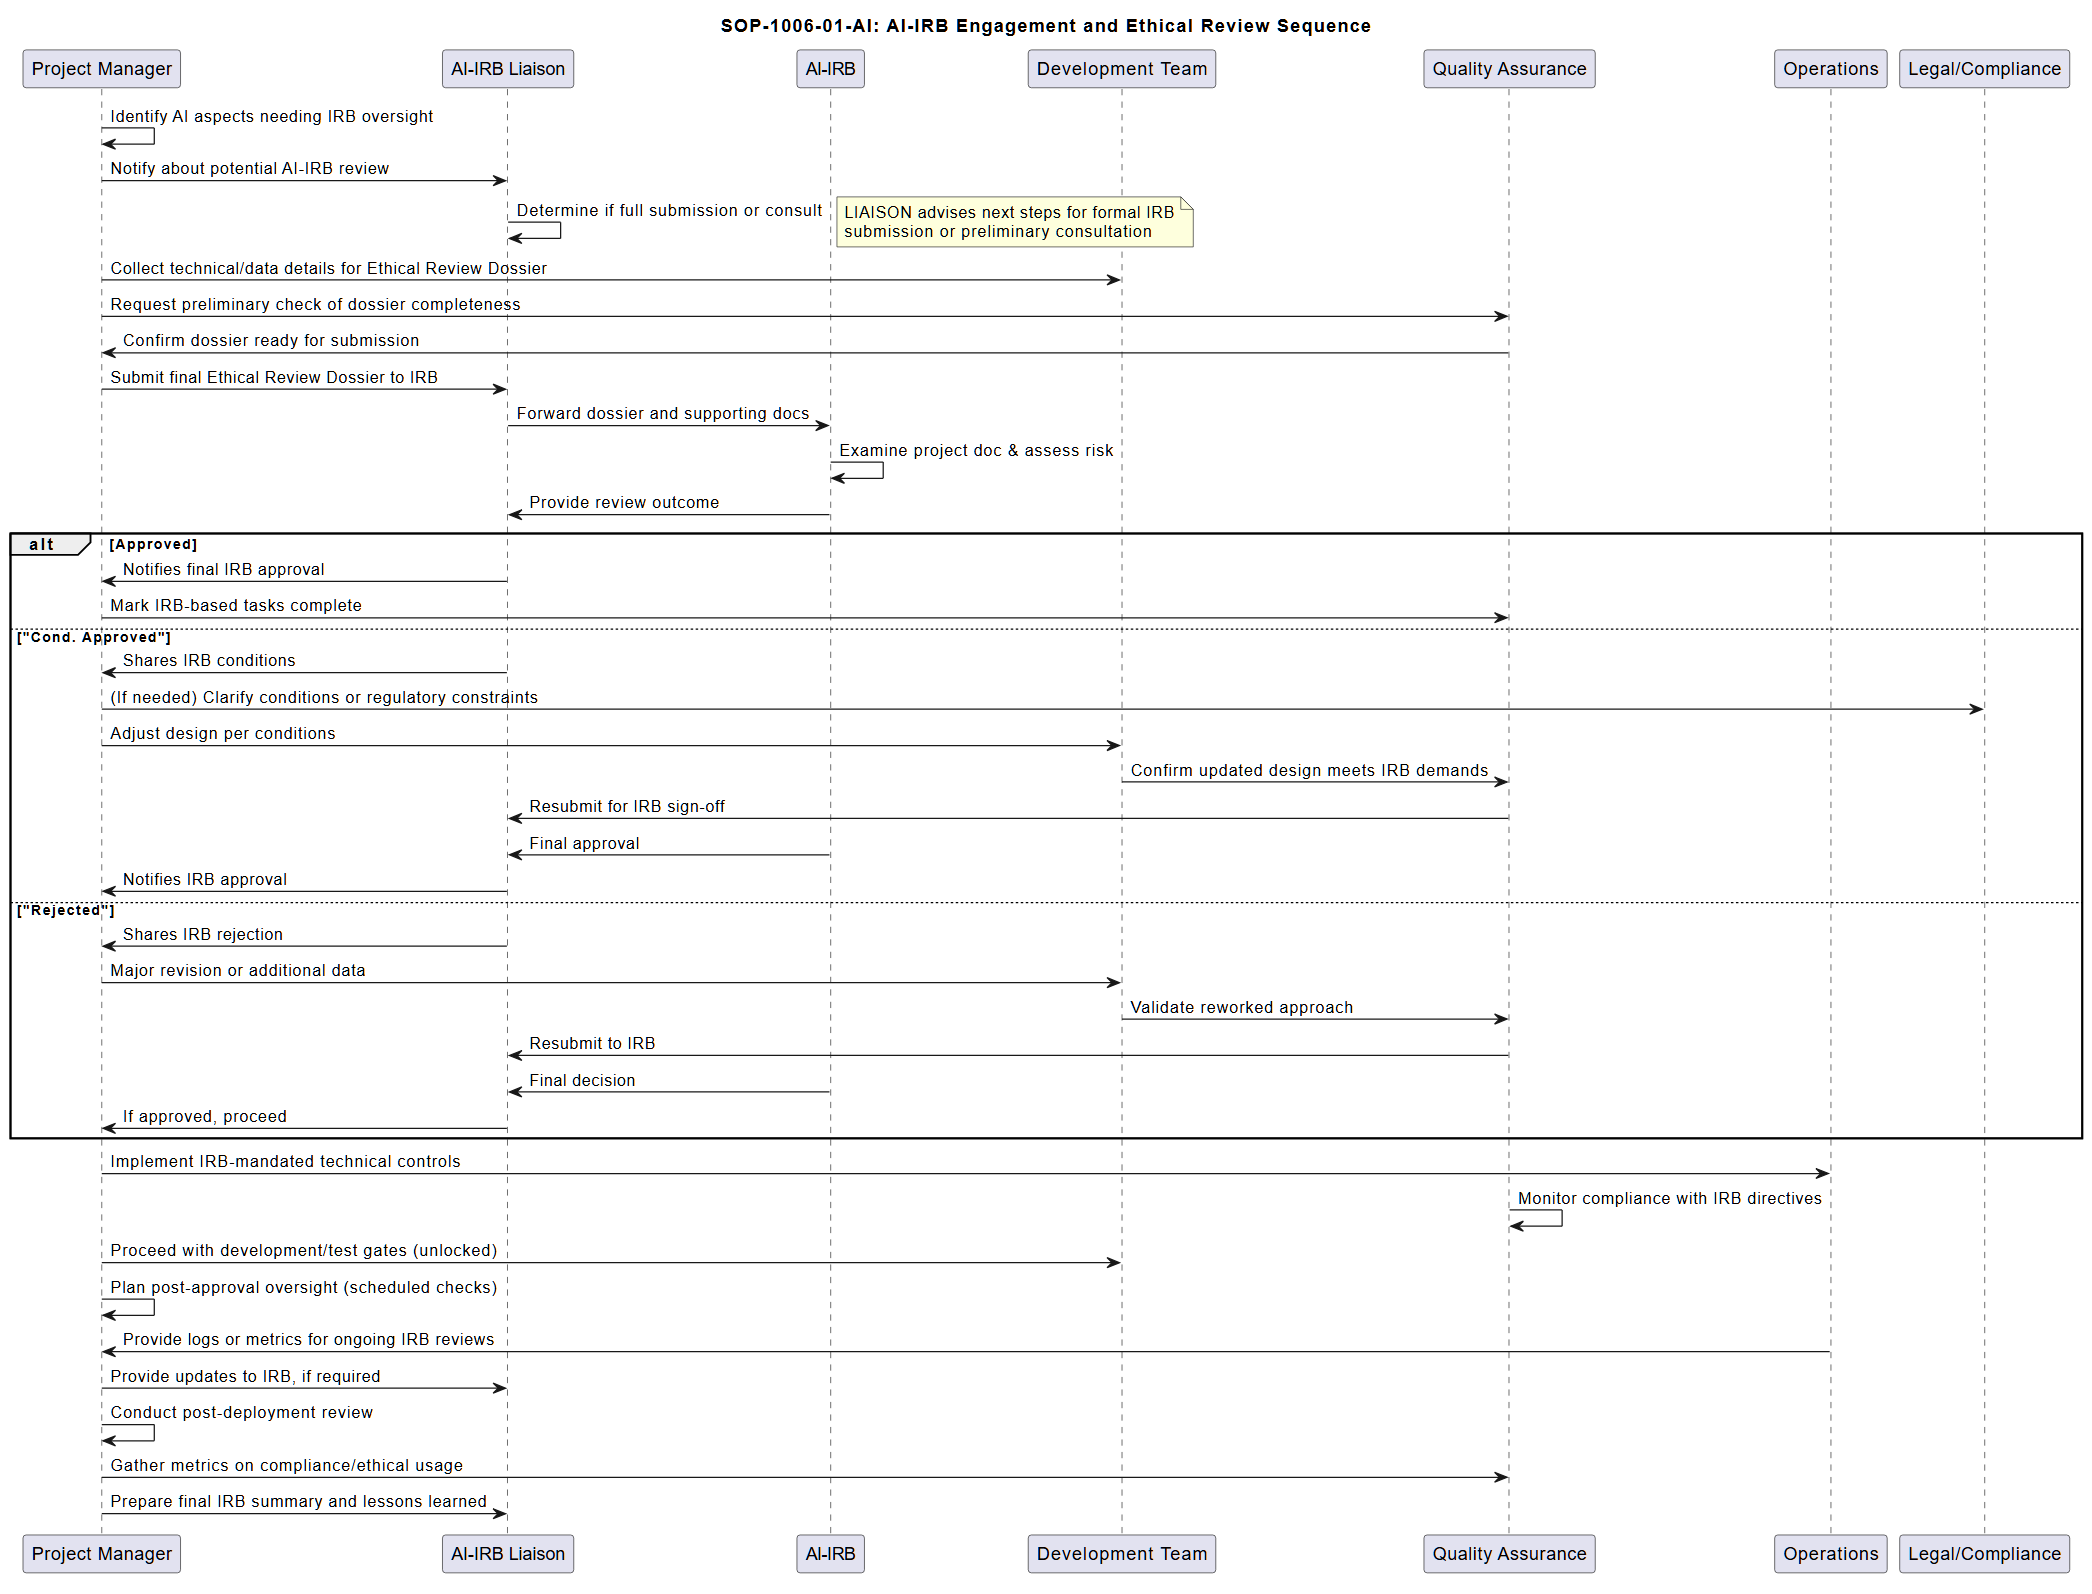 SOP-1006-01-AI: AI-IRB Engagement and Ethical Review Sequence
Project Manager
AI-IRB Liaison
AI-IRB
Development Team
Quality Assurance
Operations
Legal/Compliance
Identify AI aspects needing IRB oversight
Notify about potential AI-IRB review
Determine if full submission or consult
LIAISON advises next steps for formal IRB
submission or preliminary consultation
Collect technical/data details for Ethical Review Dossier
Request preliminary check of dossier completeness
Confirm dossier ready for submission
Submit final Ethical Review Dossier to IRB
Forward dossier and supporting docs
Examine project doc & assess risk
Provide review outcome
alt
[Approved]
Notifies final IRB approval
Mark IRB-based tasks complete
["Cond. Approved"]
Shares IRB conditions
(If needed) Clarify conditions or regulatory constraints
Adjust design per conditions
Confirm updated design meets IRB demands
Resubmit for IRB sign-off
Final approval
Notifies IRB approval
["Rejected"]
Shares IRB rejection
Major revision or additional data
Validate reworked approach
Resubmit to IRB
Final decision
If approved, proceed
Implement IRB-mandated technical controls
Monitor compliance with IRB directives
Proceed with development/test gates (unlocked)
Plan post-approval oversight (scheduled checks)
Provide logs or metrics for ongoing IRB reviews
Provide updates to IRB, if required
Conduct post-deployment review
Gather metrics on compliance/ethical usage
Prepare final IRB summary and lessons learned
Project Manager
AI-IRB Liaison
AI-IRB
Development Team
Quality Assurance
Operations
Legal/Compliance